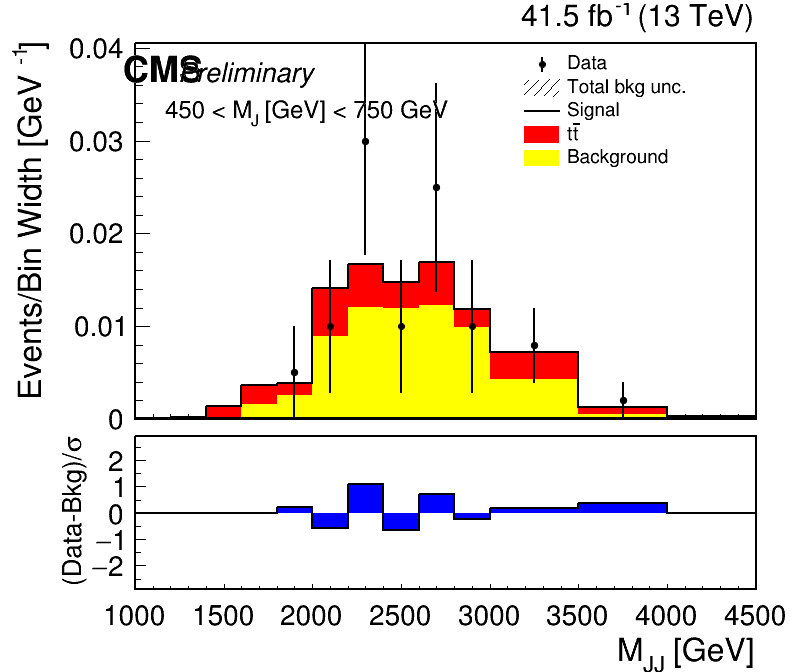 41.5 fb⁻¹ (13 TeV)
CMS Preliminary
450 < M_J [GeV] < 750 GeV
Data
Total bkg unc.
Signal
tt̄
Background
Events/Bin Width [GeV⁻¹]
0.04
0.03
0.02
0.01
0
(Data-Bkg)/σ
2
1
0
−1
−2
1000 1500 2000 2500 3000 3500 4000 4500
M_JJ [GeV]